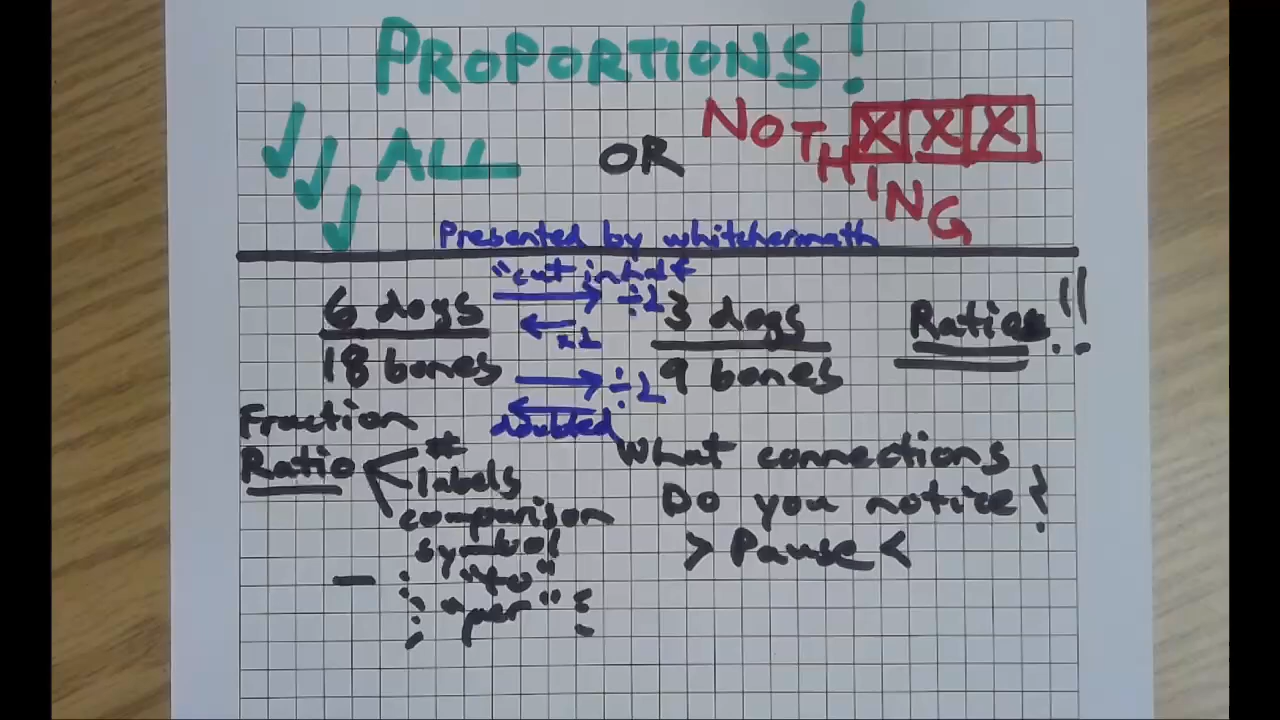 PROPORTIONS!
ALL OR NOTHING
Presented by whitchermath
"cut in half
6 dogs ÷2 3 dogs Ratios!!
x2
18 bones ÷2 9 bones
doubled
Fraction
Ratio #
labels
comparison
symbol
— : "to"
: "per"
What connections
Do you notice?
> Pause <